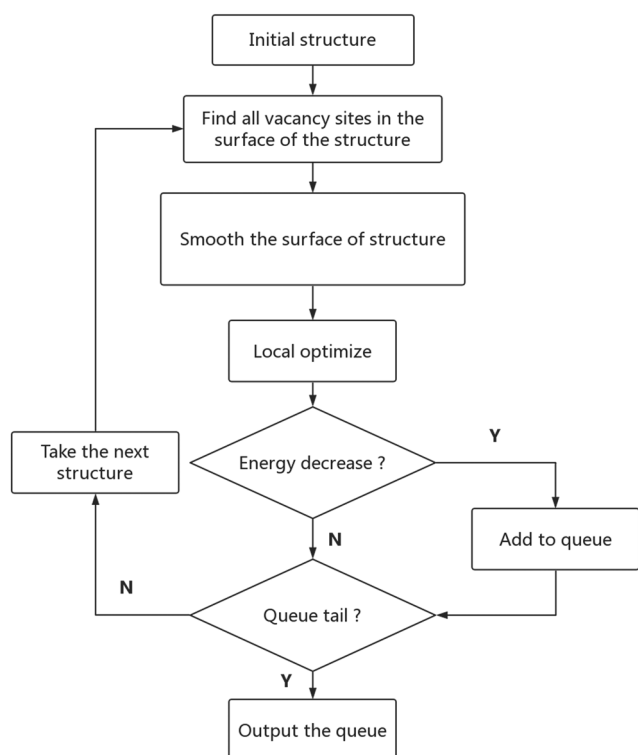 Initial structure
Find all vacancy sites in the
surface of the structure
Smooth the surface of structure
Local optimize
Energy decrease ?
Y
Add to queue
N
Queue tail ?
N
Take the next
structure
Y
Output the queue